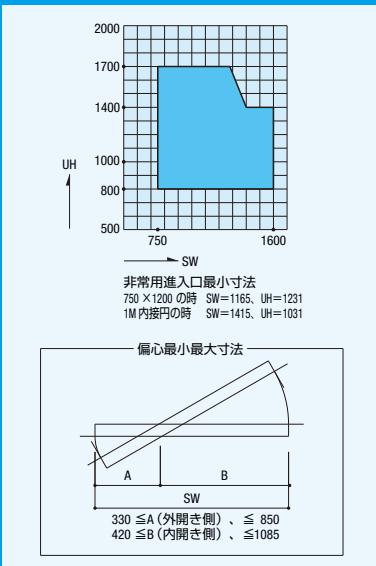 2000
1700
1400
UH
1000
800
500
750
1600
SW
非常用進入口最小寸法
750×1200 の時 SW=1165、UH=1231
1M 内接円の時 SW=1415、UH=1031
偏心最小最大寸法
A
B
SW
330 ≦A(外開き側)、≦ 850
420 ≦B(内開き側)、≦1085